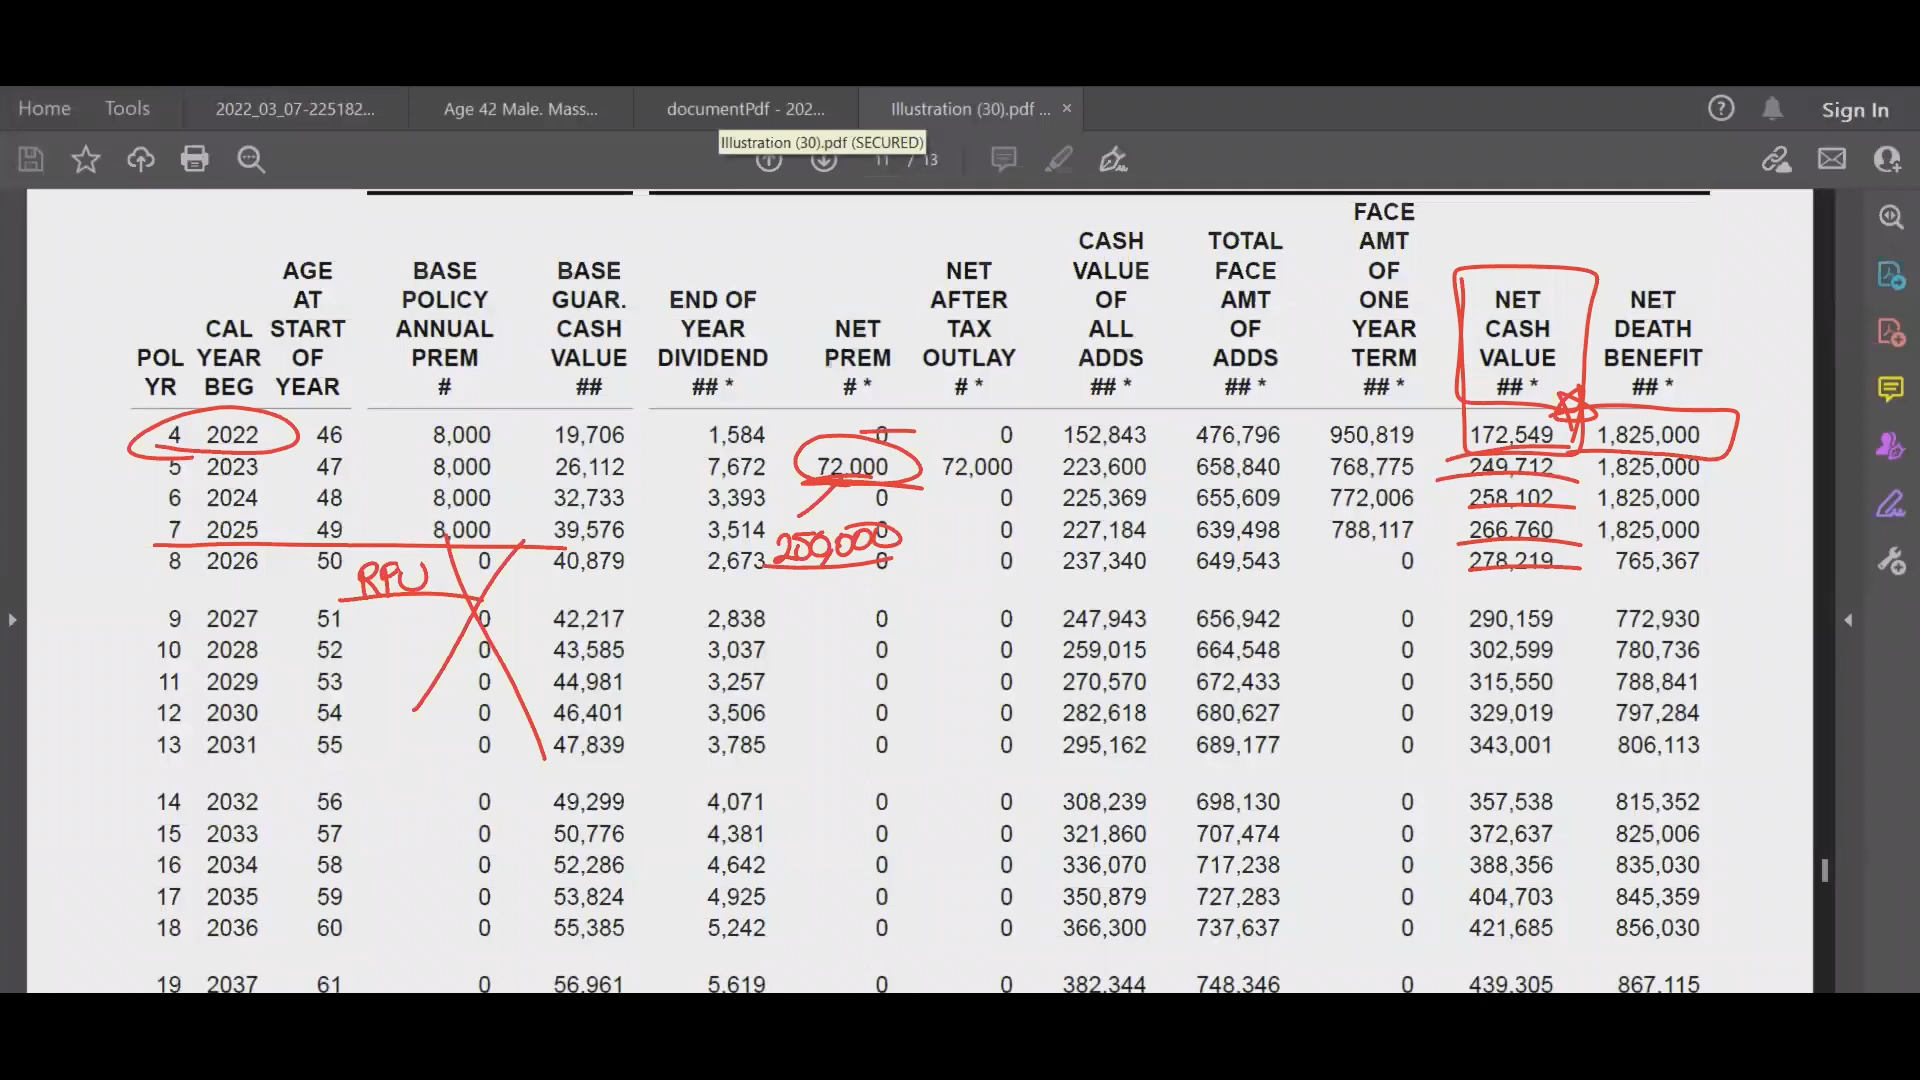 Home Tools 2022_03_07-225182... Age 42 Male. Mass... documentPdf - 202... Illustration (30).pdf ... × ? Sign In
Illustration (30).pdf (SECURED)
11 / 13
POL YR
CAL YEAR BEG
AGE AT START OF YEAR
BASE POLICY ANNUAL PREM #
BASE GUAR. CASH VALUE ##
END OF YEAR DIVIDEND ## *
NET PREM # *
NET AFTER TAX OUTLAY # *
CASH VALUE OF ALL ADDS ## *
TOTAL FACE AMT OF ADDS ## *
FACE AMT OF ONE YEAR TERM ## *
NET CASH VALUE ## *
NET DEATH BENEFIT ## *
4 2022 46 8,000 19,706 1,584 0 0 152,843 476,796 950,819 172,549 1,825,000
5 2023 47 8,000 26,112 7,672 72,000 72,000 223,600 658,840 768,775 249,712 1,825,000
6 2024 48 8,000 32,733 3,393 0 0 225,369 655,609 772,006 258,102 1,825,000
7 2025 49 8,000 39,576 3,514 0 0 227,184 639,498 788,117 266,760 1,825,000
250,000
8 2026 50 0 40,879 2,673 0 0 237,340 649,543 0 278,219 765,367
RPU
9 2027 51 0 42,217 2,838 0 0 247,943 656,942 0 290,159 772,930
10 2028 52 0 43,585 3,037 0 0 259,015 664,548 0 302,599 780,736
11 2029 53 0 44,981 3,257 0 0 270,570 672,433 0 315,550 788,841
12 2030 54 0 46,401 3,506 0 0 282,618 680,627 0 329,019 797,284
13 2031 55 0 47,839 3,785 0 0 295,162 689,177 0 343,001 806,113
14 2032 56 0 49,299 4,071 0 0 308,239 698,130 0 357,538 815,352
15 2033 57 0 50,776 4,381 0 0 321,860 707,474 0 372,637 825,006
16 2034 58 0 52,286 4,642 0 0 336,070 717,238 0 388,356 835,030
17 2035 59 0 53,824 4,925 0 0 350,879 727,283 0 404,703 845,359
18 2036 60 0 55,385 5,242 0 0 366,300 737,637 0 421,685 856,030
19 2037 61 0 56,961 5,619 0 0 382,344 748,346 0 439,305 867,115